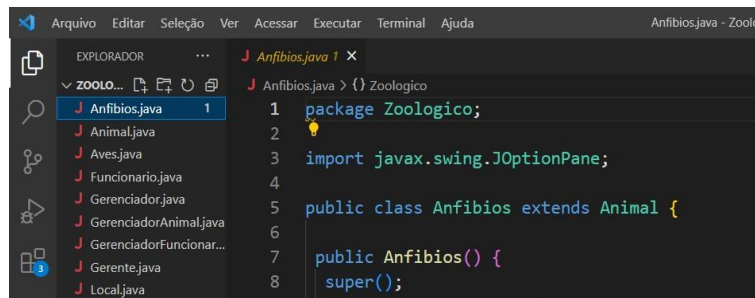 Arquivo Editar Seleção Ver Acessar Executar Terminal Ajuda Anfibios.java - Zoolo
EXPLORADOR ...
ZOOLO...
Anfibios.java 1
Animal.java
Aves.java
Funcionario.java
Gerenciador.java
GerenciadorAnimal.java
GerenciadorFuncionar...
Gerente.java
Local.java
3
J Anfibios.java 1 X
J Anfibios.java > {} Zoologico
1 package Zoologico;
2
3 import javax.swing.JOptionPane;
4
5 public class Anfibios extends Animal {
6
7 public Anfibios() {
8 super();